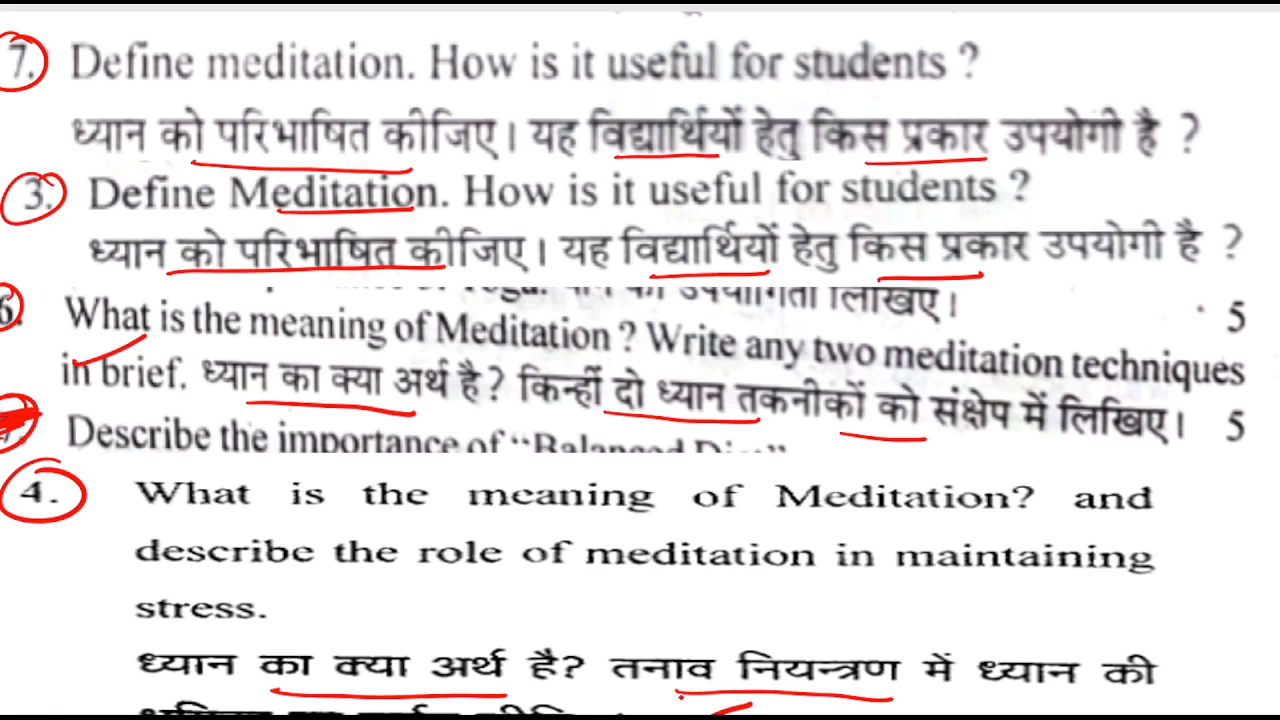 7. Define meditation. How is it useful for students ?
ध्यान को परिभाषित कीजिए। यह विद्यार्थियों हेतु किस प्रकार उपयोगी है ?
3. Define Meditation. How is it useful for students ?
ध्यान को परिभाषित कीजिए। यह विद्यार्थियों हेतु किस प्रकार उपयोगी है ?
उपयोगिता लिखिए। 5
6. What is the meaning of Meditation ? Write any two meditation techniques
in brief. ध्यान का क्या अर्थ है? किन्हीं दो ध्यान तकनीकों को संक्षेप में लिखिए। 5
Describe the importance of “Balanced Diet”
4. What is the meaning of Meditation? and
describe the role of meditation in maintaining
stress.
ध्यान का क्या अर्थ है? तनाव नियन्त्रण में ध्यान की